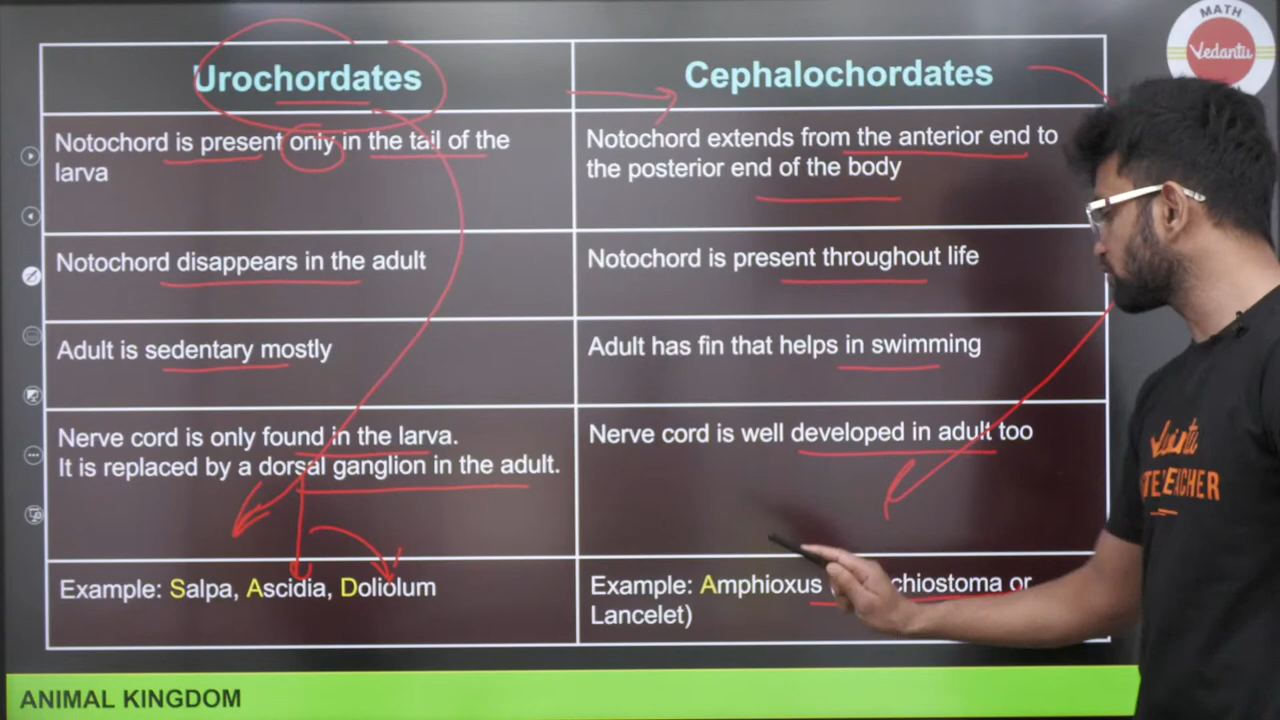 MATH
Vedantu
Urochordates
Cephalochordates
Notochord is present only in the tail of the
larva
Notochord extends from the anterior end to
the posterior end of the body
Notochord disappears in the adult
Notochord is present throughout life
Adult is sedentary mostly
Adult has fin that helps in swimming
Nerve cord is only found in the larva.
It is replaced by a dorsal ganglion in the adult.
Nerve cord is well developed in adult too
Example: Salpa, Ascidia, Doliolum
Example: Amphioxus chiostoma or
Lancelet)
ANIMAL KINGDOM